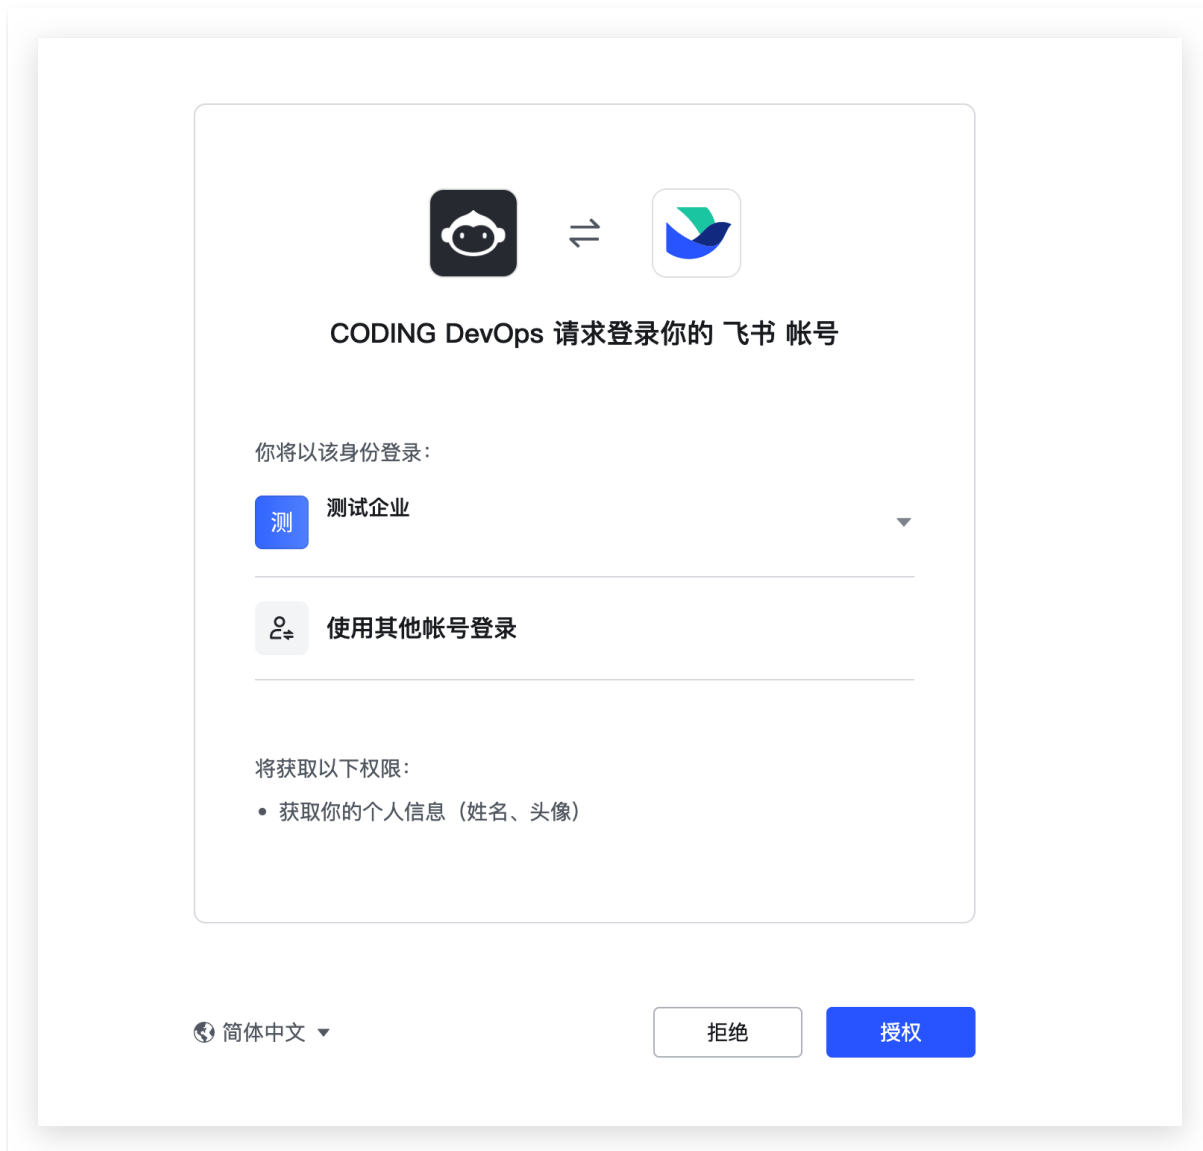 CODING DevOps 请求登录你的 飞书 帐号
你将以该身份登录：
测
测试企业
使用其他帐号登录
将获取以下权限：
• 获取你的个人信息（姓名、头像）
简体中文
拒绝
授权